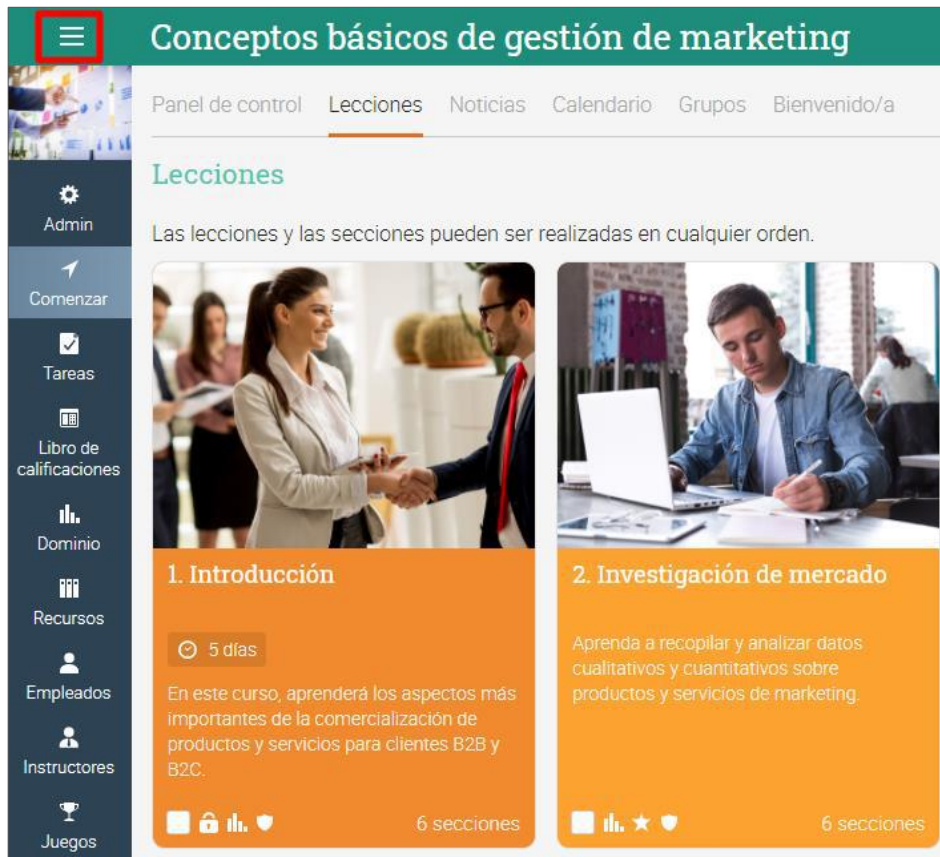 Conceptos básicos de gestión de marketing
Panel de control Lecciones Noticias Calendario Grupos Bienvenido/a
Admin
Comenzar
Tareas
Libro de
calificaciones
Dominio
Recursos
Empleados
Instructores
Juegos
Lecciones
Las lecciones y las secciones pueden ser realizadas en cualquier orden.
1. Introducción
5 días
En este curso, aprenderá los aspectos más
importantes de la comercialización de
productos y servicios para clientes B2B y
B2C.
6 secciones
2. Investigación de mercado
Aprenda a recopilar y analizar datos
cualitativos y cuantitativos sobre
productos y servicios de marketing.
6 secciones